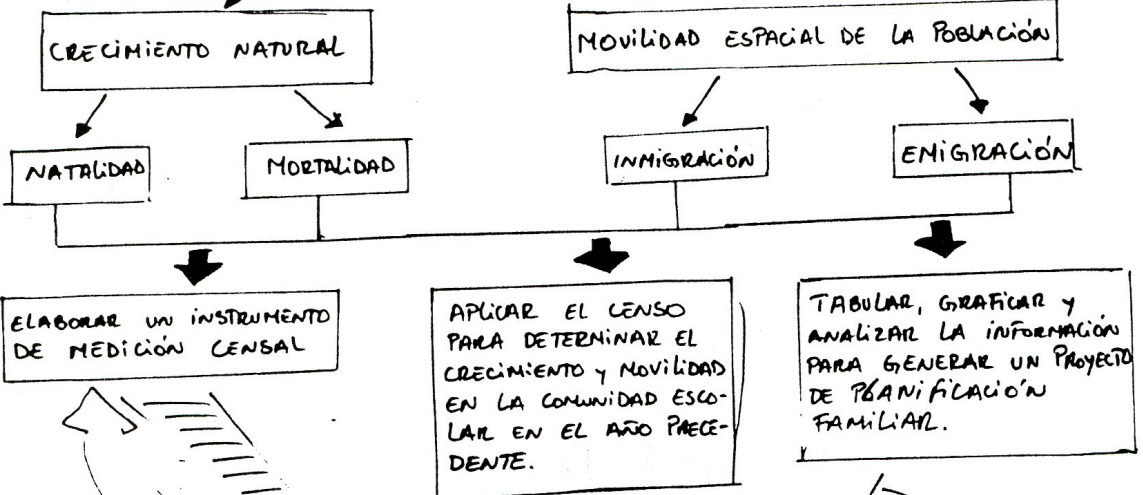 CRECIMIENTO NATURAL
MOVILIDAD ESPACIAL DE LA POBLACIÓN
NATALIDAD
MORTALIDAD
INMIGRACIÓN
EMIGRACIÓN
ELABORAR UN INSTRUMENTO
DE MEDICIÓN CENSAL
APLICAR EL CENSO
PARA DETERMINAR EL
CRECIMIENTO Y MOVILIDAD
EN LA COMUNIDAD ESCO-
LAR EN EL AÑO PRECE-
DENTE.
TABULAR, GRAFICAR Y
ANALIZAR LA INFORMACIÓN
PARA GENERAR UN PROYECTO
DE PLANIFICACIÓN
FAMILIAR.